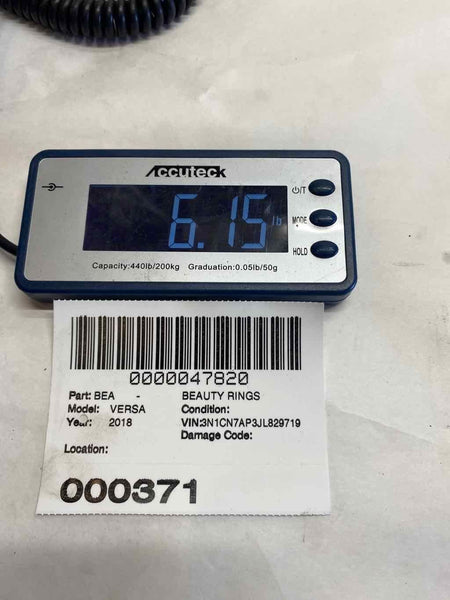 Accuteck
⏻/T
6.15 lb
MODE
HOLD
Capacity:440lb/200kg Graduation:0.05lb/50g
0000047820
Part: BEA - BEAUTY RINGS
Model: VERSA Condition:
Year: 2018 VIN:3N1CN7AP3JL829719
Damage Code:
Location:
000371